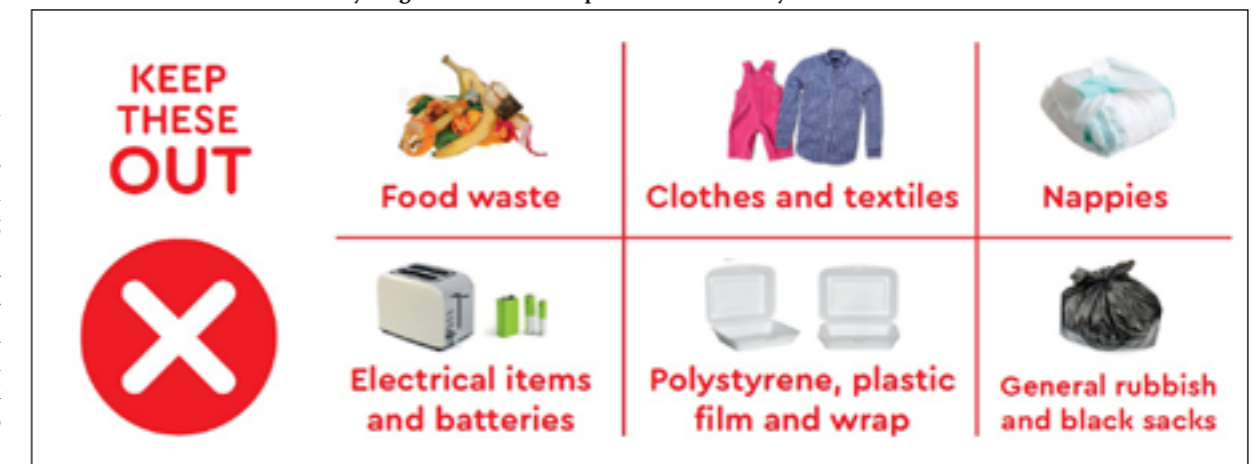 KEEP
THESE
OUT
Food waste
Clothes and textiles
Nappies
Electrical items
and batteries
Polystyrene, plastic
film and wrap
General rubbish
and black sacks